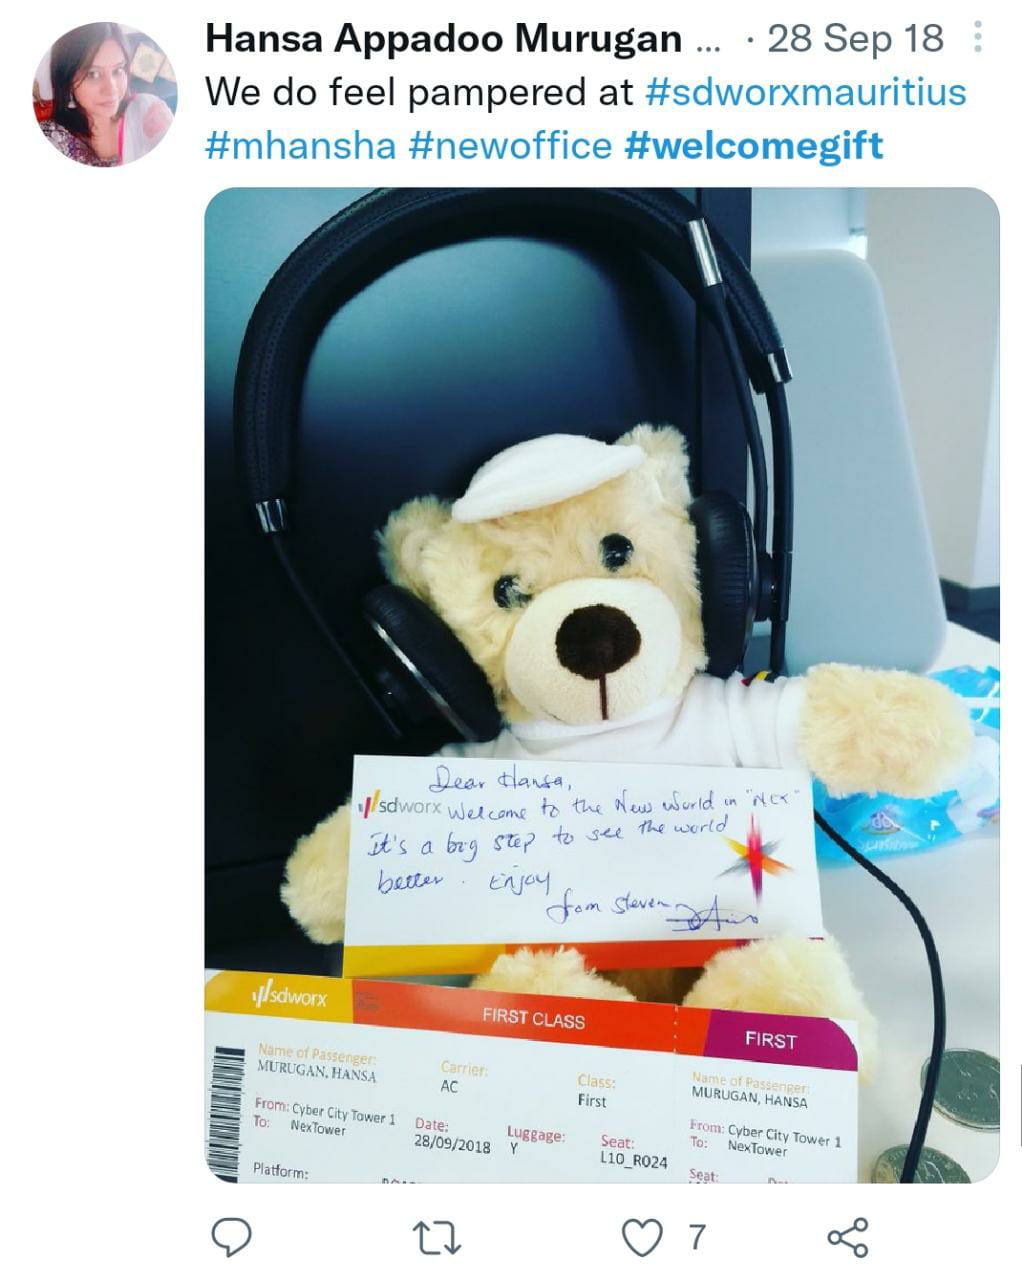 Hansa Appadoo Murugan ... · 28 Sep 18
We do feel pampered at #sdworxmauritius
#mhansha #newoffice #welcomegift
Dear Hansa,
sdworx Welcome to the New World in "NEX"
It's a big step to see the world
better. Enjoy
from Steven
sdworx
FIRST CLASS
FIRST
Name of Passenger:
MURUGAN, HANSA
Carrier:
AC
Class:
First
Name of Passenger:
MURUGAN, HANSA
From: Cyber City Tower 1
To: NexTower
Date:
28/09/2018
Luggage:
Y
Seat:
L10_R024
From: Cyber City Tower 1
To: NexTower
Platform:
Seat:
7